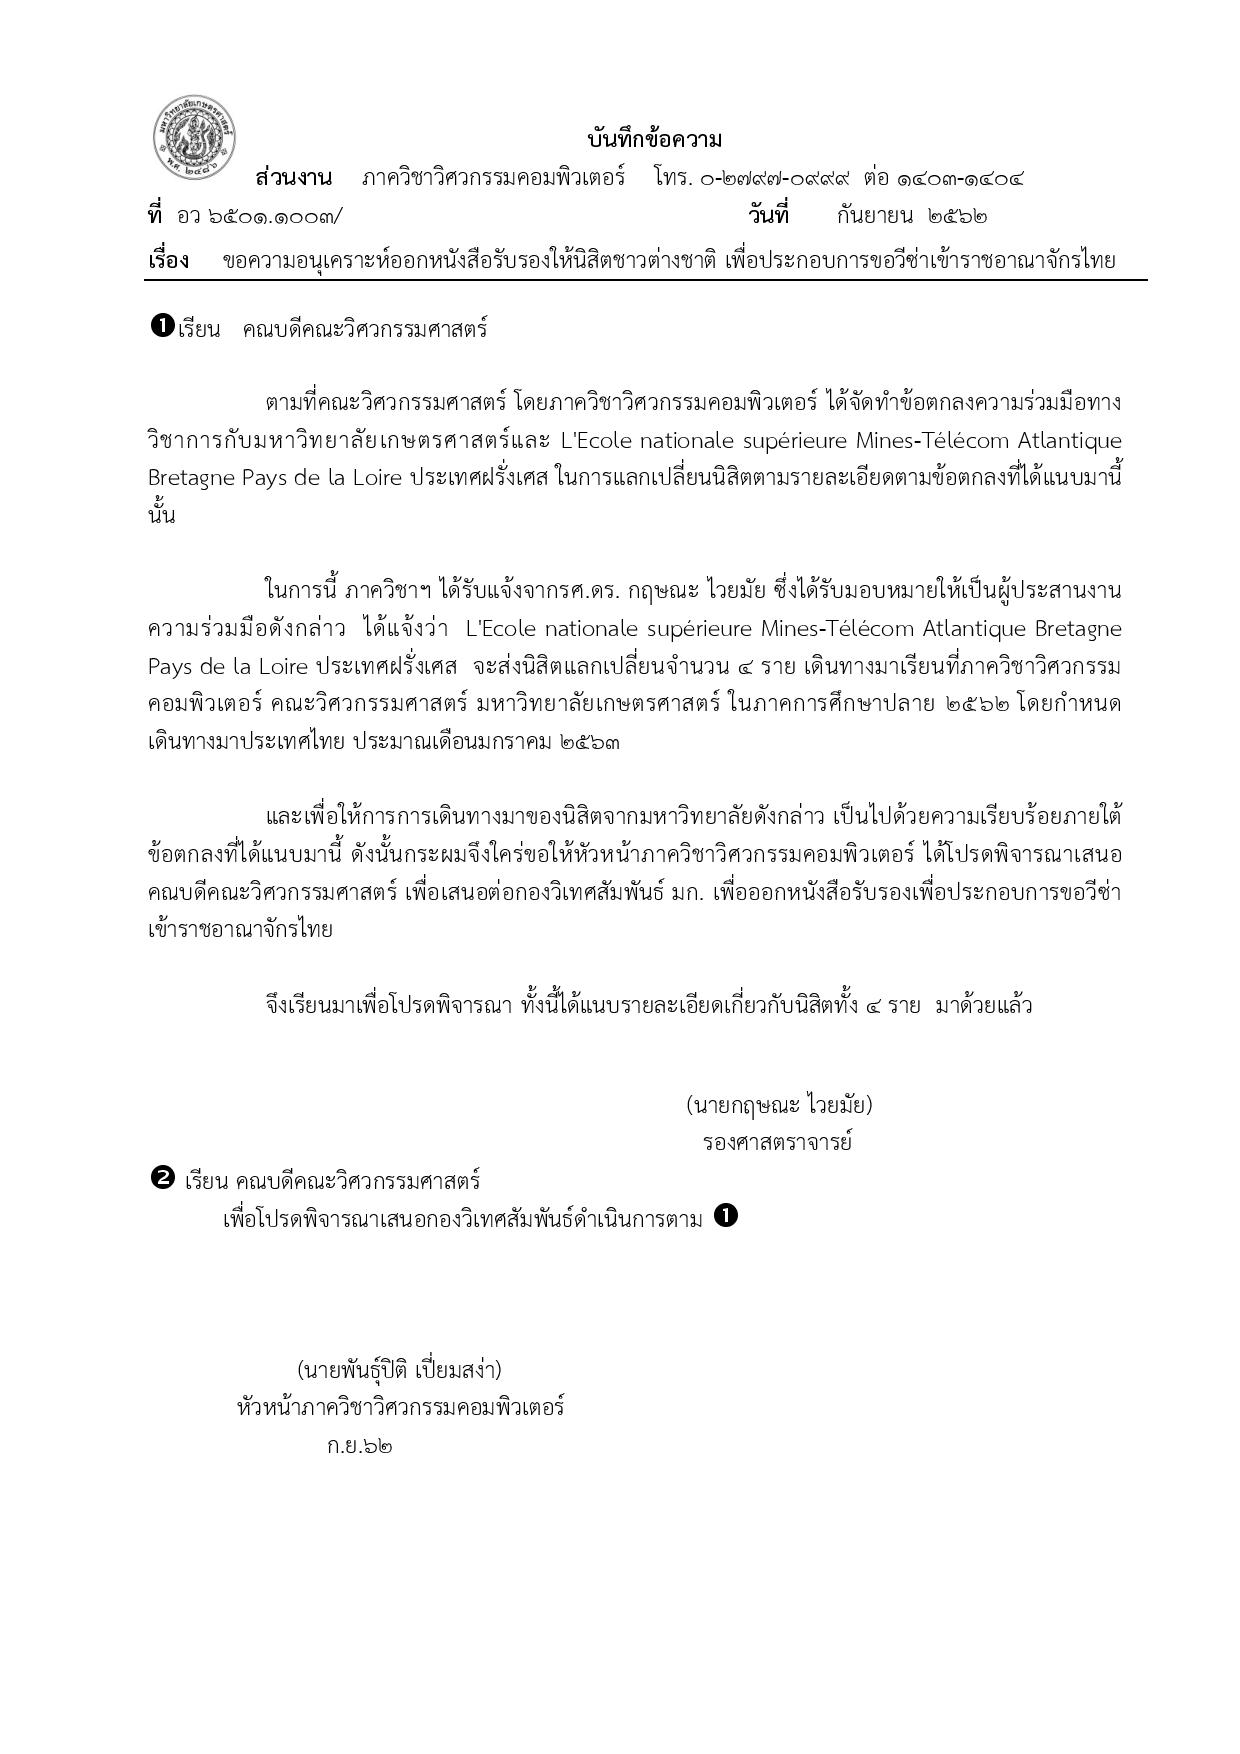 มหาวิทยาลัยเกษตรศาสตร์
พ.ศ. ๒๔๘๖
บันทึกข้อความ
ส่วนงาน ภาควิชาวิศวกรรมคอมพิวเตอร์ โทร. ๐-๒๗๙๗-๐๙๙๙ ต่อ ๑๔๐๓-๑๔๐๔
ที่ อว ๖๕๐๑.๑๐๐๓/ วันที่ กันยายน ๒๕๖๒
เรื่อง ขอความอนุเคราะห์ออกหนังสือรับรองให้นิสิตชาวต่างชาติ เพื่อประกอบการขอวีซ่าเข้าราชอาณาจักรไทย
❶เรียน คณบดีคณะวิศวกรรมศาสตร์
ตามที่คณะวิศวกรรมศาสตร์ โดยภาควิชาวิศวกรรมคอมพิวเตอร์ ได้จัดทำข้อตกลงความร่วมมือทาง
วิชาการกับมหาวิทยาลัยเกษตรศาสตร์และ L'Ecole nationale supérieure Mines-Télécom Atlantique
Bretagne Pays de la Loire ประเทศฝรั่งเศส ในการแลกเปลี่ยนนิสิตตามรายละเอียดตามข้อตกลงที่ได้แนบมานี้
นั้น
ในการนี้ ภาควิชาฯ ได้รับแจ้งจากรศ.ดร. กฤษณะ ไวยมัย ซึ่งได้รับมอบหมายให้เป็นผู้ประสานงาน
ความร่วมมือดังกล่าว ได้แจ้งว่า L'Ecole nationale supérieure Mines-Télécom Atlantique Bretagne
Pays de la Loire ประเทศฝรั่งเศส จะส่งนิสิตแลกเปลี่ยนจำนวน ๔ ราย เดินทางมาเรียนที่ภาควิชาวิศวกรรม
คอมพิวเตอร์ คณะวิศวกรรมศาสตร์ มหาวิทยาลัยเกษตรศาสตร์ ในภาคการศึกษาปลาย ๒๕๖๒ โดยกำหนด
เดินทางมาประเทศไทย ประมาณเดือนมกราคม ๒๕๖๓
และเพื่อให้การการเดินทางมาของนิสิตจากมหาวิทยาลัยดังกล่าว เป็นไปด้วยความเรียบร้อยภายใต้
ข้อตกลงที่ได้แนบมานี้ ดังนั้นกระผมจึงใคร่ขอให้หัวหน้าภาควิชาวิศวกรรมคอมพิวเตอร์ ได้โปรดพิจารณาเสนอ
คณบดีคณะวิศวกรรมศาสตร์ เพื่อเสนอต่อกองวิเทศสัมพันธ์ มก. เพื่อออกหนังสือรับรองเพื่อประกอบการขอวีซ่า
เข้าราชอาณาจักรไทย
จึงเรียนมาเพื่อโปรดพิจารณา ทั้งนี้ได้แนบรายละเอียดเกี่ยวกับนิสิตทั้ง ๔ ราย มาด้วยแล้ว
(นายกฤษณะ ไวยมัย)
รองศาสตราจารย์
❷ เรียน คณบดีคณะวิศวกรรมศาสตร์
เพื่อโปรดพิจารณาเสนอกองวิเทศสัมพันธ์ดำเนินการตาม ❶
(นายพันธุ์ปิติ เปี่ยมสง่า)
หัวหน้าภาควิชาวิศวกรรมคอมพิวเตอร์
ก.ย.๖๒